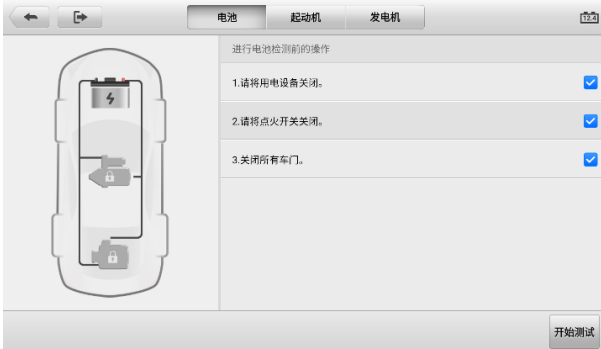 电池 起动机 发电机 12.4
进行电池检测前的操作
1.请将用电设备关闭。
2.请将点火开关关闭。
3.关闭所有车门。
开始测试